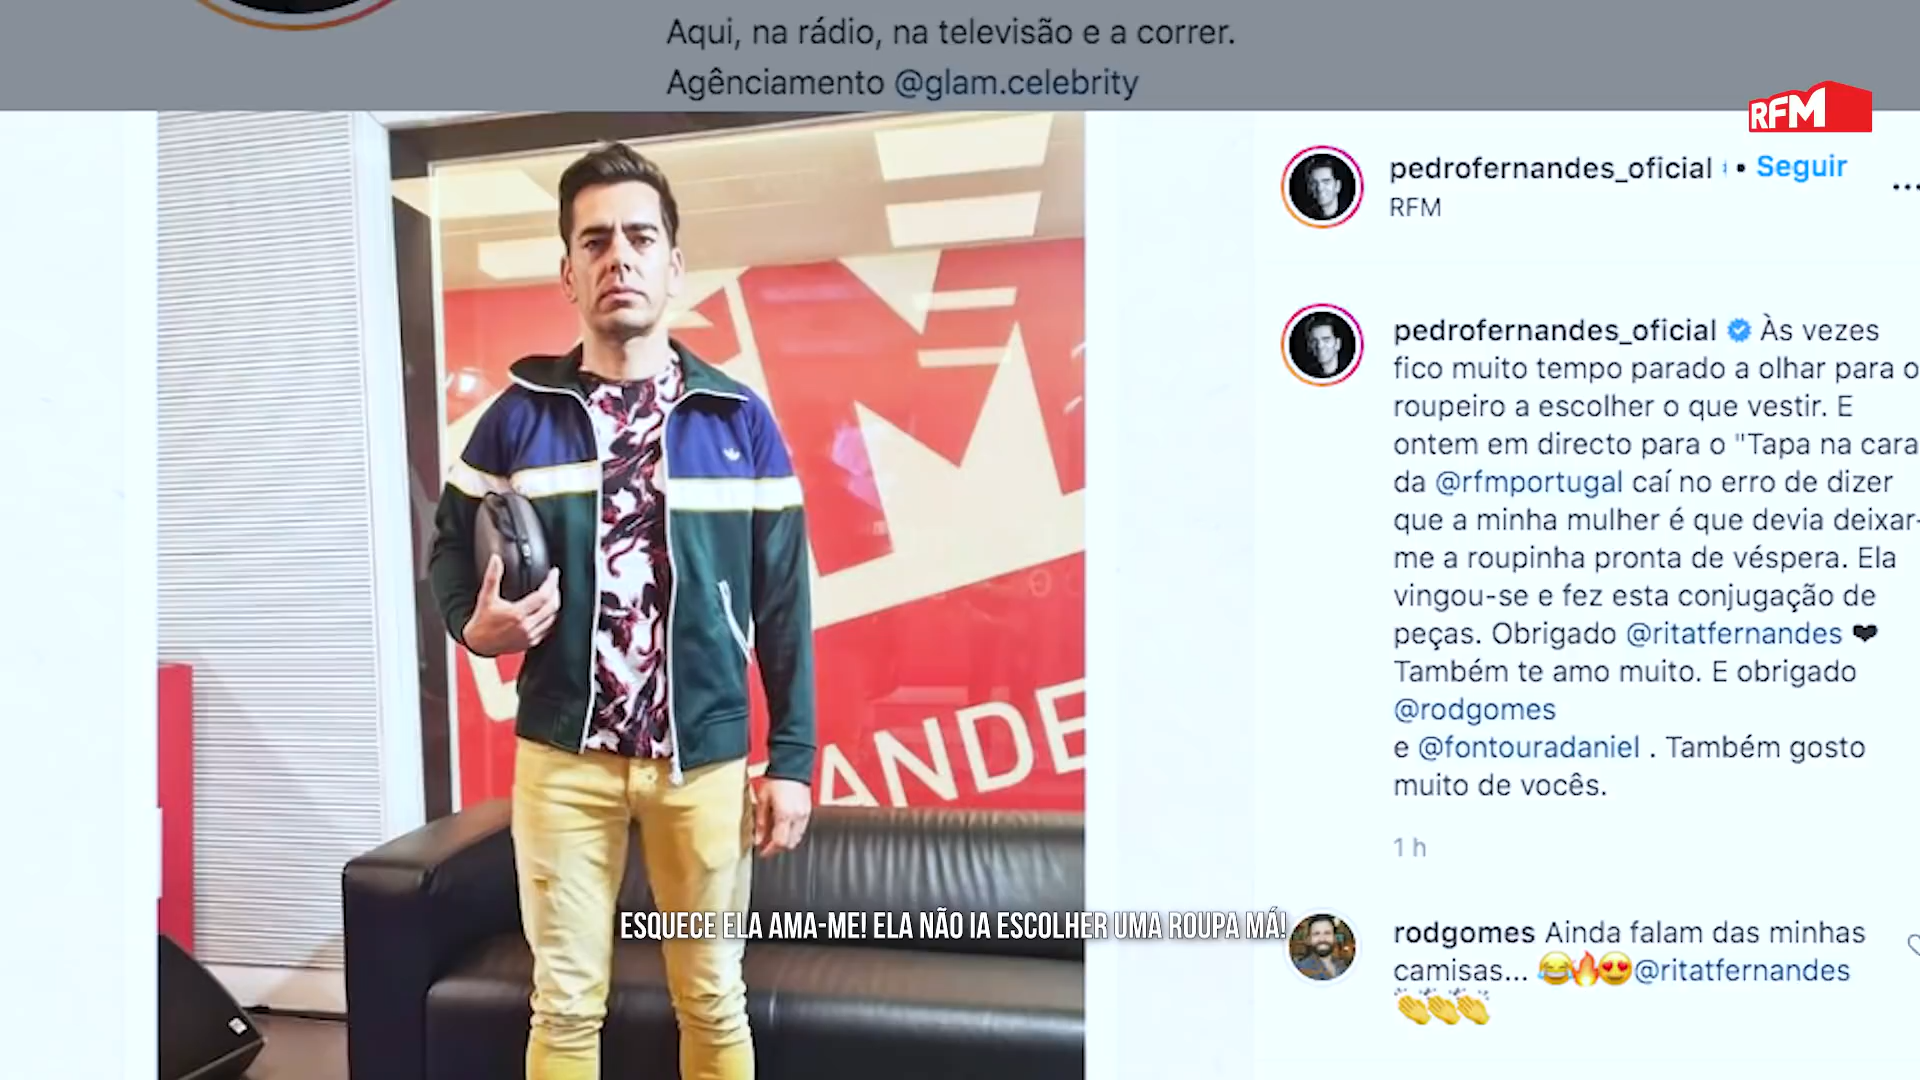 Aqui, na rádio, na televisão e a correr.
Agênciamento @glam.celebrity
RFM
pedrofernandes_oficial • Seguir
RFM
pedrofernandes_oficial Às vezes
fico muito tempo parado a olhar para o
roupeiro a escolher o que vestir. E
ontem em directo para o "Tapa na cara
da @rfmportugal caí no erro de dizer
que a minha mulher é que devia deixar-
me a roupinha pronta de véspera. Ela
vingou-se e fez esta conjugação de
peças. Obrigado @ritatfernandes ❤
Também te amo muito. E obrigado
@rodgomes
e @fontouradaniel . Também gosto
muito de vocês.
1 h
rodgomes Ainda falam das minhas
camisas... 😂🔥😍@ritatfernandes
👏👏👏
ANDE
ESQUECE ELA AMA-ME! ELA NÃO IA ESCOLHER UMA ROUPA MÁ!